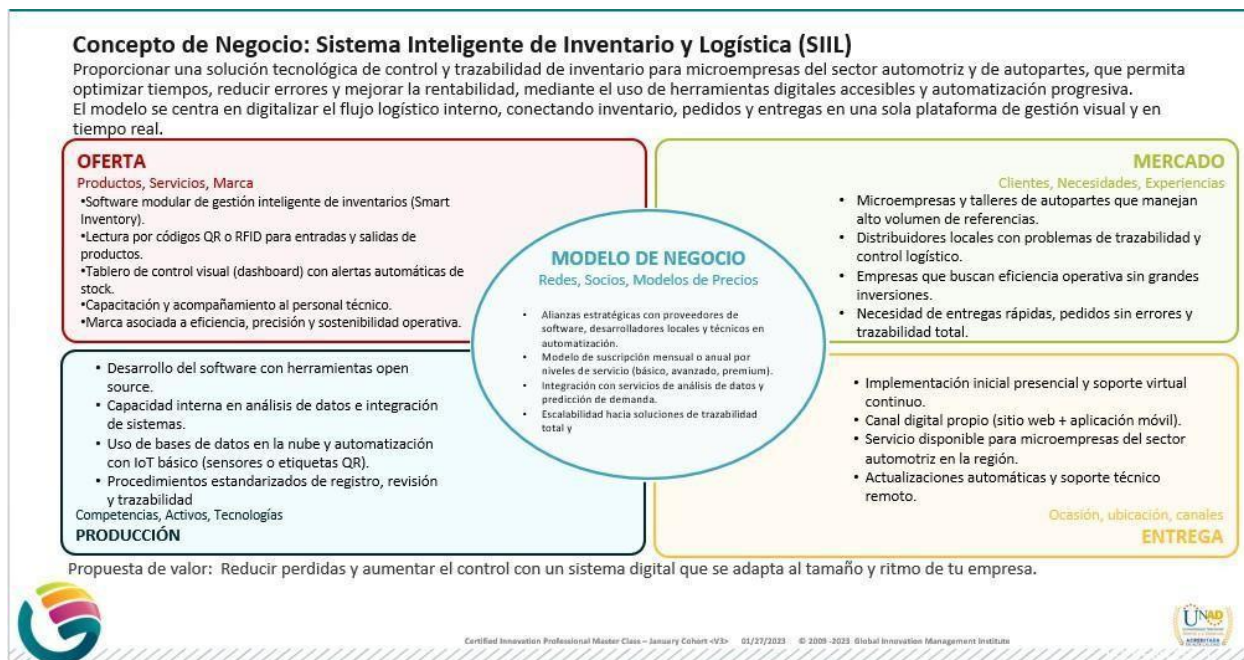 Concepto de Negocio: Sistema Inteligente de Inventario y Logística (SIIL)
Proporcionar una solución tecnológica de control y trazabilidad de inventario para microempresas del sector automotriz y de autopartes, que permita
optimizar tiempos, reducir errores y mejorar la rentabilidad, mediante el uso de herramientas digitales accesibles y automatización progresiva.
El modelo se centra en digitalizar el flujo logístico interno, conectando inventario, pedidos y entregas en una sola plataforma de gestión visual y en
tiempo real.
OFERTA
Productos, Servicios, Marca
•Software modular de gestión inteligente de inventarios (Smart
Inventory).
•Lectura por códigos QR o RFID para entradas y salidas de
productos.
•Tablero de control visual (dashboard) con alertas automáticas de
stock.
•Capacitación y acompañamiento al personal técnico.
•Marca asociada a eficiencia, precisión y sostenibilidad operativa.
MERCADO
Clientes, Necesidades, Experiencias
• Microempresas y talleres de autopartes que manejan
alto volumen de referencias.
• Distribuidores locales con problemas de trazabilidad y
control logístico.
• Empresas que buscan eficiencia operativa sin grandes
inversiones.
• Necesidad de entregas rápidas, pedidos sin errores y
trazabilidad total.
MODELO DE NEGOCIO
Redes, Socios, Modelos de Precios
• Alianzas estratégicas con proveedores de
software, desarrolladores locales y técnicos en
automatización.
• Modelo de suscripción mensual o anual por
niveles de servicio (básico, avanzado, premium).
• Integración con servicios de análisis de datos y
predicción de demanda.
• Escalabilidad hacia soluciones de trazabilidad
total y
• Desarrollo del software con herramientas open
source.
• Capacidad interna en análisis de datos e integración
de sistemas.
• Uso de bases de datos en la nube y automatización
con IoT básico (sensores o etiquetas QR).
• Procedimientos estandarizados de registro, revisión
y trazabilidad
Competencias, Activos, Tecnologías
PRODUCCIÓN
• Implementación inicial presencial y soporte virtual
continuo.
• Canal digital propio (sitio web + aplicación móvil).
• Servicio disponible para microempresas del sector
automotriz en la región.
• Actualizaciones automáticas y soporte técnico
remoto.
Ocasión, ubicación, canales
ENTREGA
Propuesta de valor: Reducir perdidas y aumentar el control con un sistema digital que se adapta al tamaño y ritmo de tu empresa.
Certified Innovation Professional Master Class – January Cohort <V3> 01/27/2023 © 2009 -2023 Global Innovation Management Institute
UNAD